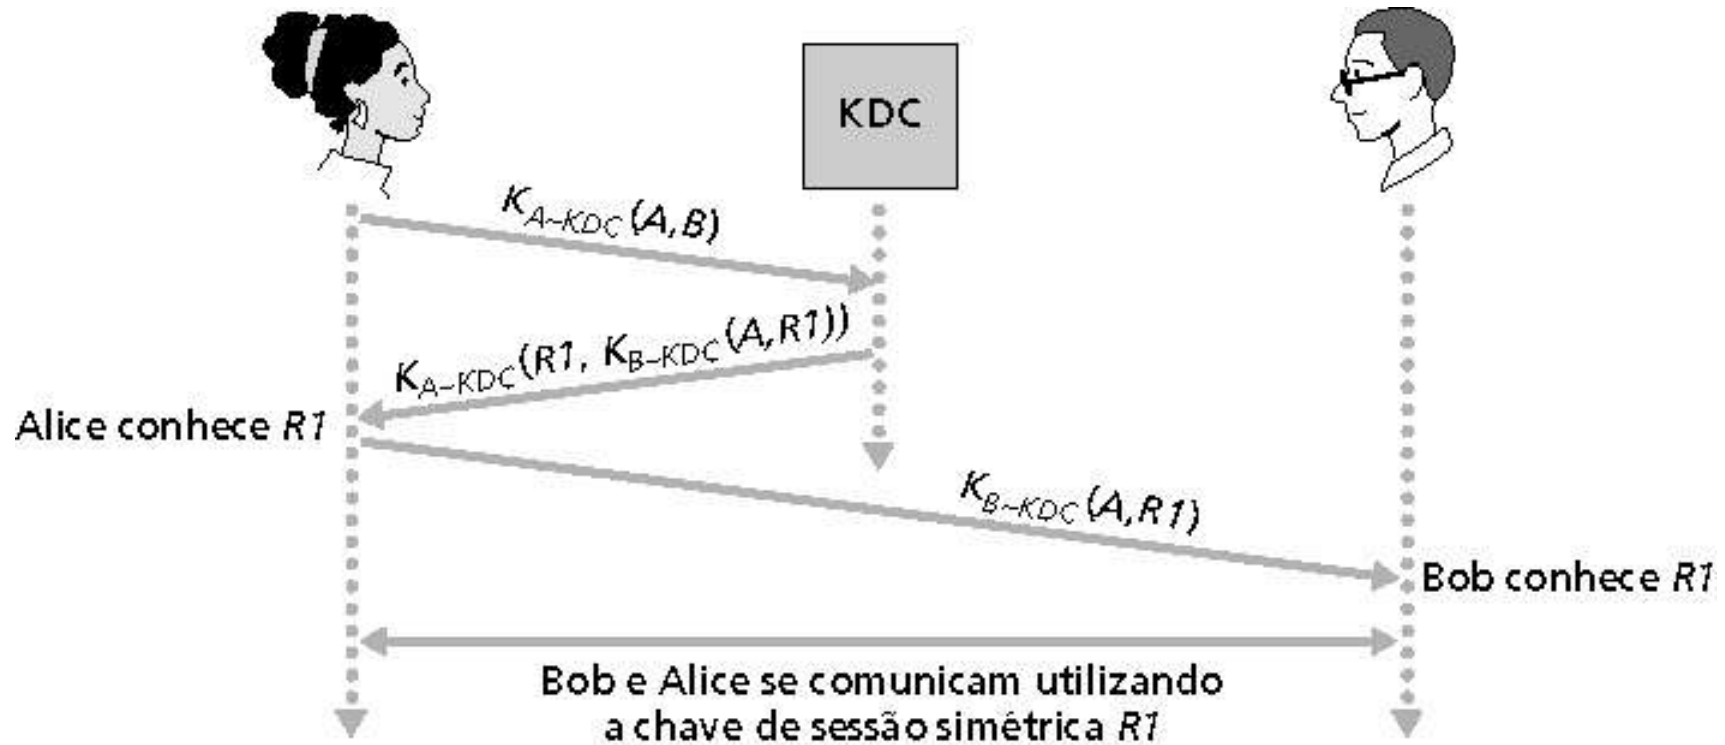 KDC
K_A–KDC(A,B)
K_A–KDC(R1, K_B–KDC(A,R1))
Alice conhece R1
K_B–KDC(A,R1)
Bob conhece R1
Bob e Alice se comunicam utilizando
a chave de sessão simétrica R1